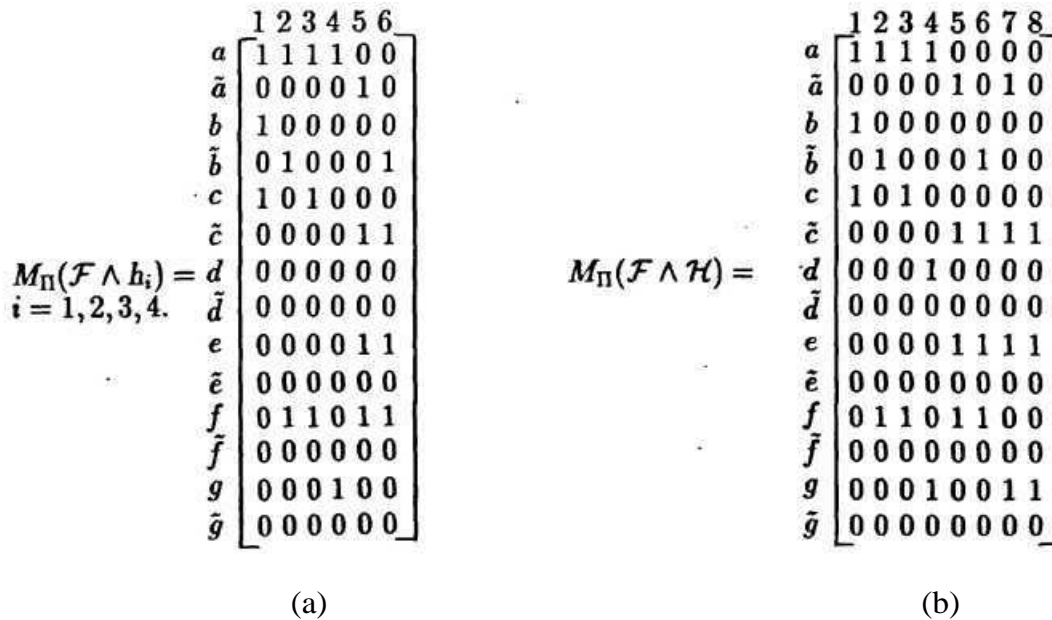 1 2 3 4 5 6
a 1 1 1 1 0 0
ã 0 0 0 0 1 0
b 1 0 0 0 0 0
b̃ 0 1 0 0 0 1
c 1 0 1 0 0 0
c̃ 0 0 0 0 1 1
M_Π(ℱ ∧ h_i) = d 0 0 0 0 0 0
i = 1, 2, 3, 4. d̃ 0 0 0 0 0 0
e 0 0 0 0 1 1
ẽ 0 0 0 0 0 0
f 0 1 1 0 1 1
f̃ 0 0 0 0 0 0
g 0 0 0 1 0 0
g̃ 0 0 0 0 0 0
(a)
1 2 3 4 5 6 7 8
a 1 1 1 1 0 0 0 0
ã 0 0 0 0 1 0 1 0
b 1 0 0 0 0 0 0 0
b̃ 0 1 0 0 0 1 0 0
c 1 0 1 0 0 0 0 0
c̃ 0 0 0 0 1 1 1 1
M_Π(ℱ ∧ ℋ) = d 0 0 0 1 0 0 0 0
d̃ 0 0 0 0 0 0 0 0
e 0 0 0 0 1 1 1 1
ẽ 0 0 0 0 0 0 0 0
f 0 1 1 0 1 1 0 0
f̃ 0 0 0 0 0 0 0 0
g 0 0 0 1 0 0 1 1
g̃ 0 0 0 0 0 0 0 0
(b)